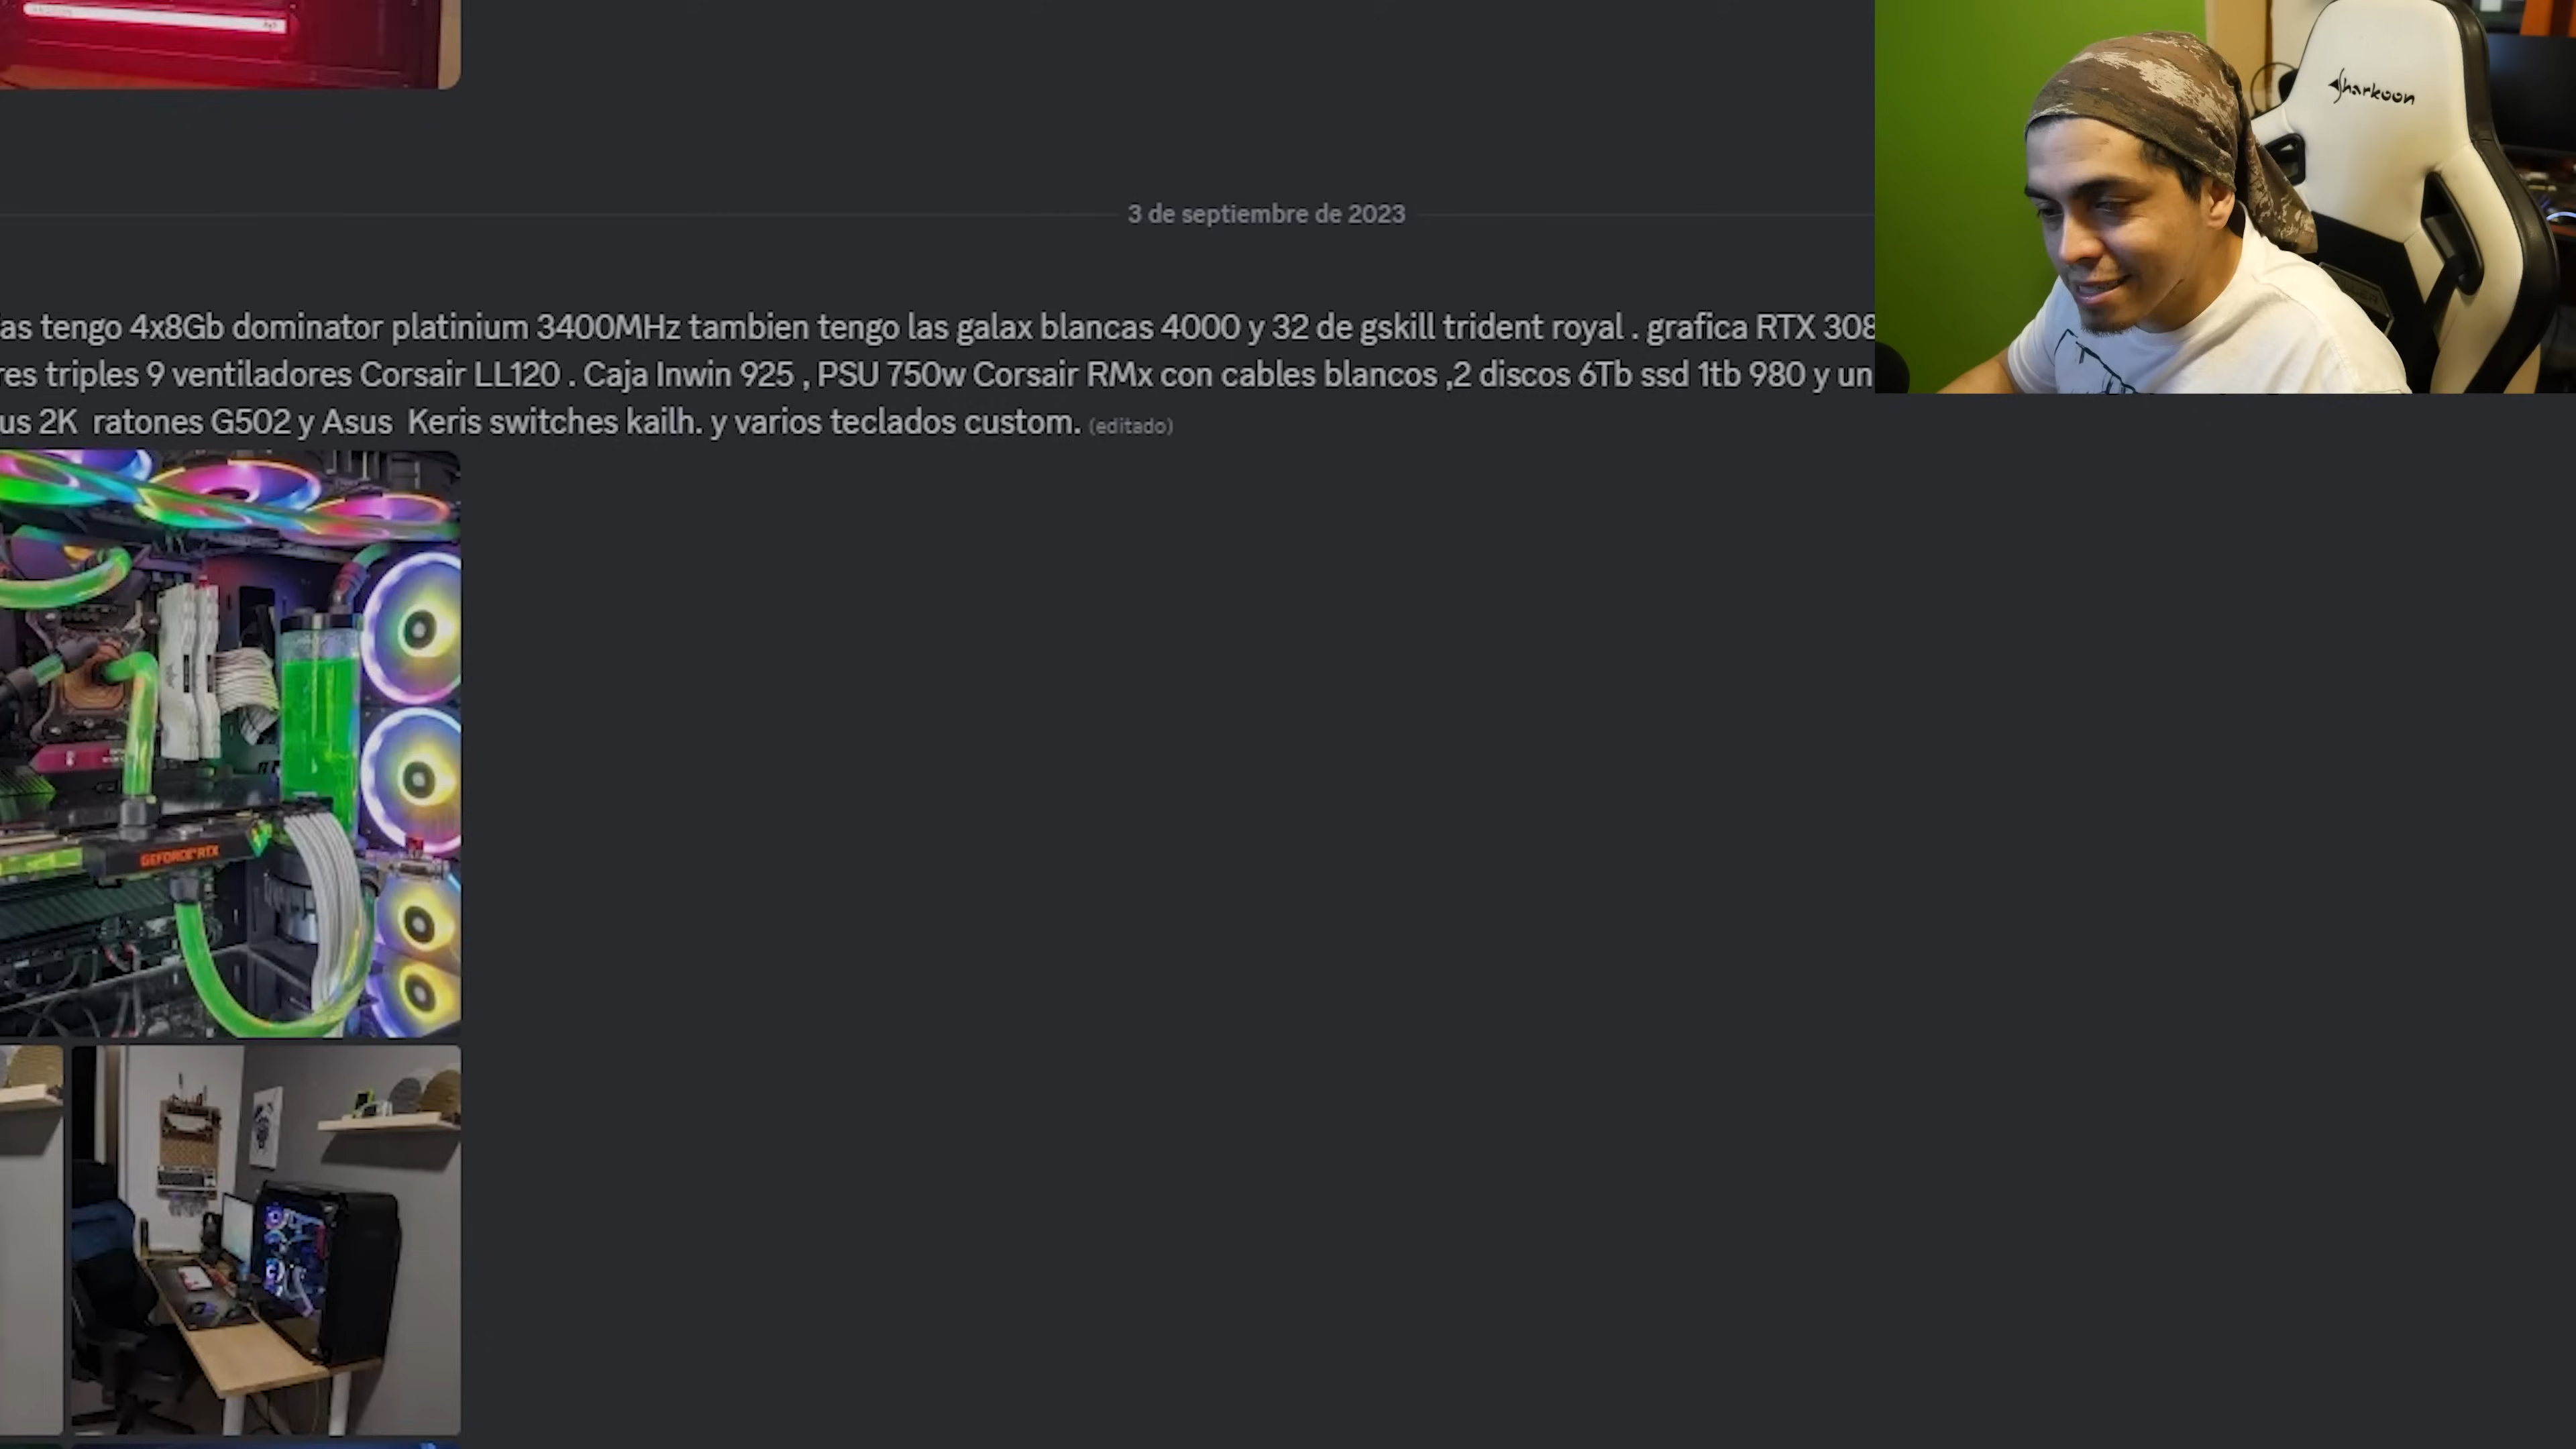 Sharkoon
3 de septiembre de 2023
ias tengo 4x8Gb dominator platinium 3400MHz tambien tengo las galax blancas 4000 y 32 de gskill trident royal . grafica RTX 308
res triples 9 ventiladores Corsair LL120 . Caja Inwin 925 , PSU 750w Corsair RMx con cables blancos ,2 discos 6Tb ssd 1tb 980 y un
us 2K ratones G502 y Asus Keris switches kailh. y varios teclados custom. (editado)
GEFORCE RTX